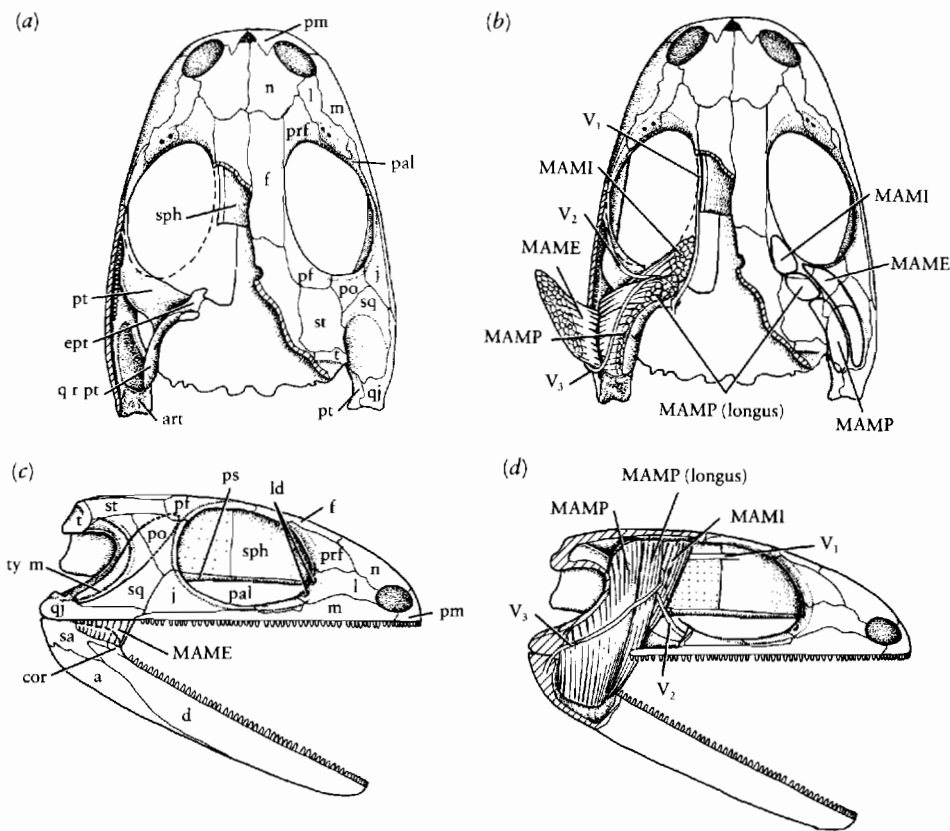 (a)
pm
n
l
m
prf
pal
f
sph
pf
j
po
sq
pt
st
ept
t
q r pt
pt
qj
art
(b)
V1
MAMI
MAMI
V2
MAME
MAME
MAMP
V3
MAMP (longus)
MAMP
(c)
ps
ld
f
st
pf
t
po
sph
prf
n
ty m
sq
j
pal
l
m
qj
pm
sa
MAME
cor
a
d
(d)
MAMP (longus)
MAMP
MAMI
V1
V3
V2